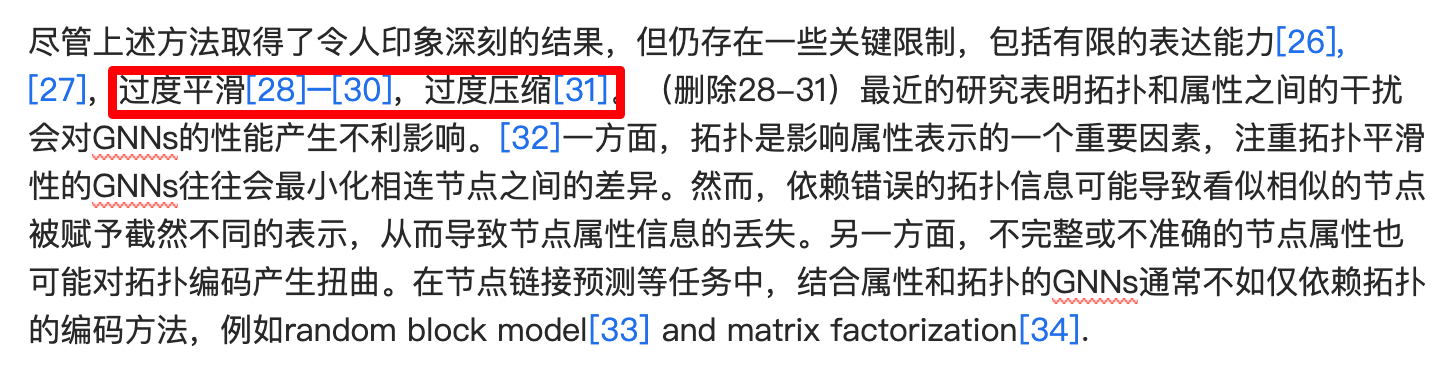 尽管上述方法取得了令人印象深刻的结果，但仍存在一些关键限制，包括有限的表达能力[26],
[27], 过度平滑[28]—[30]，过度压缩[31]。（删除28-31）最近的研究表明拓扑和属性之间的干扰
会对GNNs的性能产生不利影响。[32]一方面，拓扑是影响属性表示的一个重要因素，注重拓扑平滑
性的GNNs往往会最小化相连节点之间的差异。然而，依赖错误的拓扑信息可能导致看似相似的节点
被赋予截然不同的表示，从而导致节点属性信息的丢失。另一方面，不完整或不准确的节点属性也
可能对拓扑编码产生扭曲。在节点链接预测等任务中，结合属性和拓扑的GNNs通常不如仅依赖拓扑
的编码方法，例如random block model[33] and matrix factorization[34].